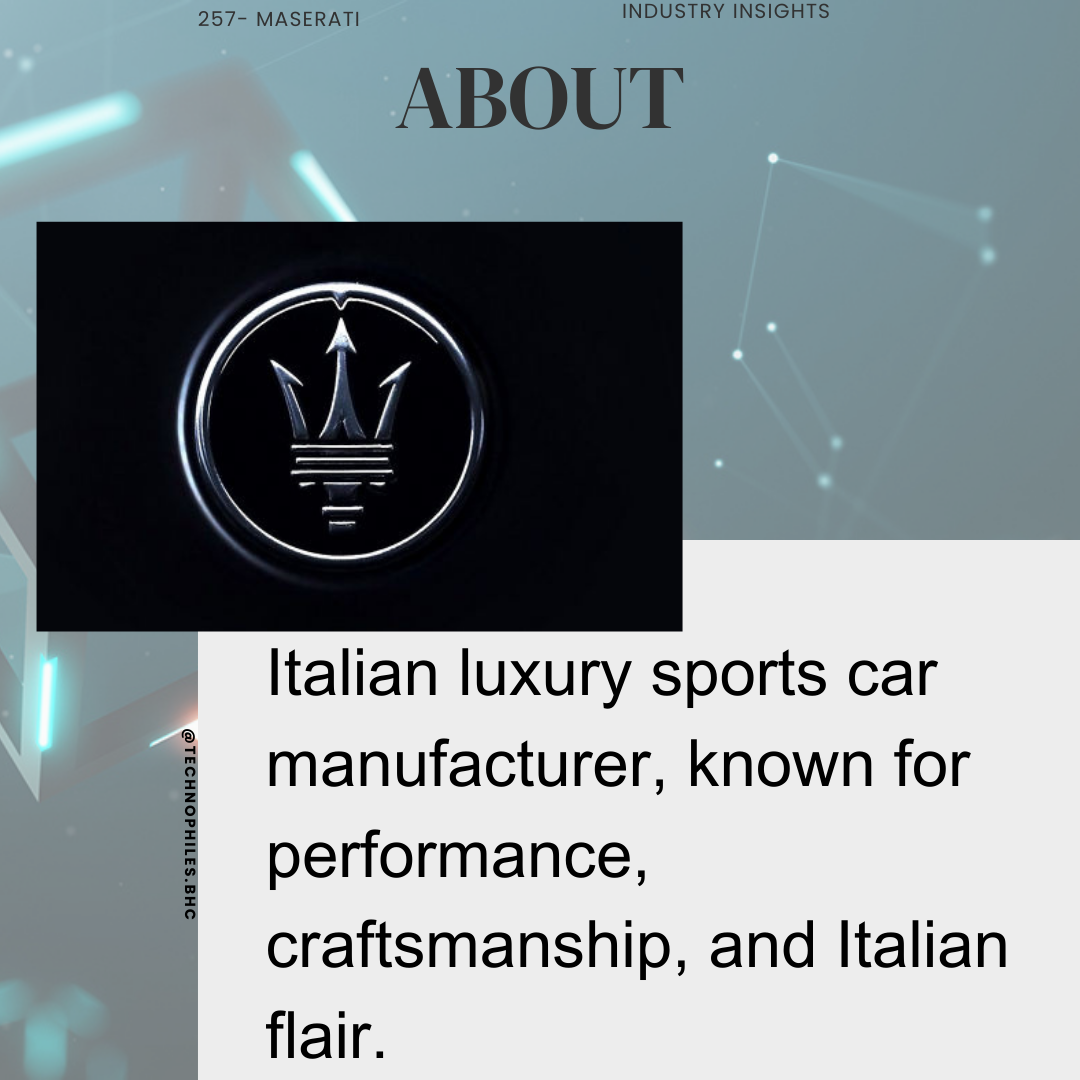 257- MASERATI
INDUSTRY INSIGHTS
ABOUT
Italian luxury sports car
manufacturer, known for
performance,
craftsmanship, and Italian
flair.
@TECHNOPHILES.BHC